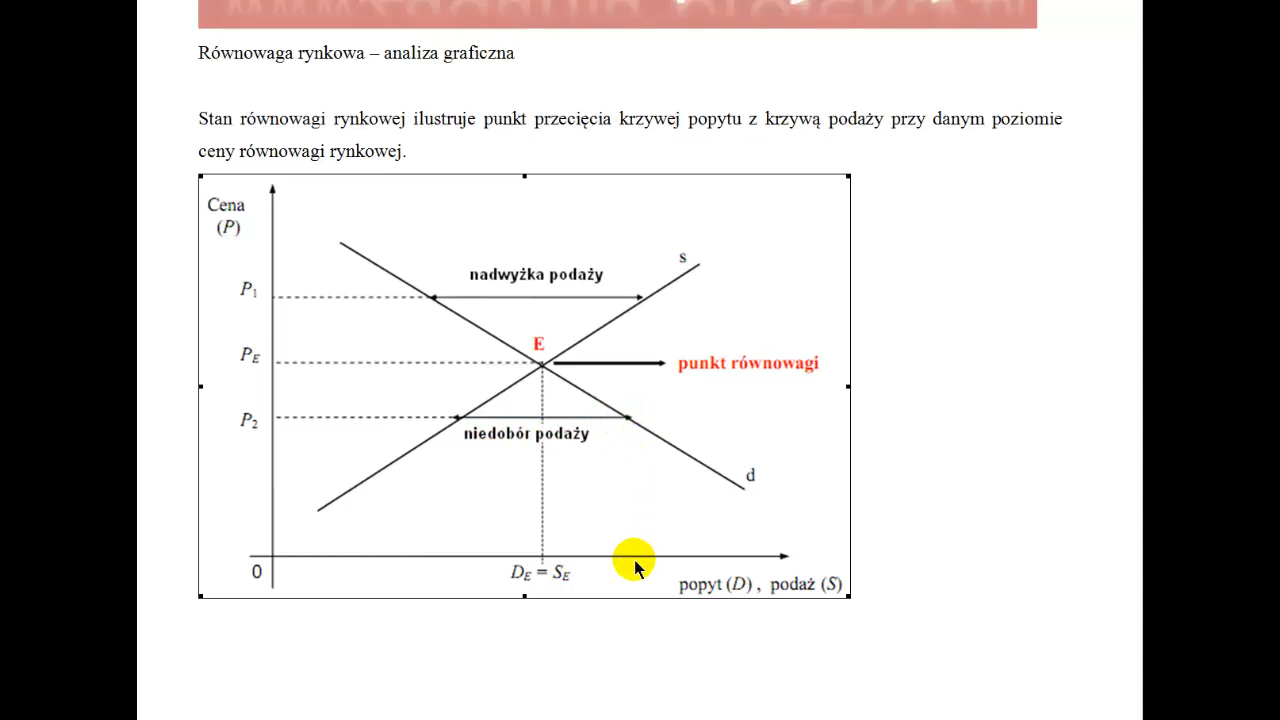 Równowaga rynkowa – analiza graficzna
Stan równowagi rynkowej ilustruje punkt przecięcia krzywej popytu z krzywą podaży przy danym poziomie
ceny równowagi rynkowej.
Cena
(P)
s
nadwyżka podaży
P1
E
PE
punkt równowagi
P2
niedobór podaży
d
0
DE = SE
popyt (D) , podaż (S)